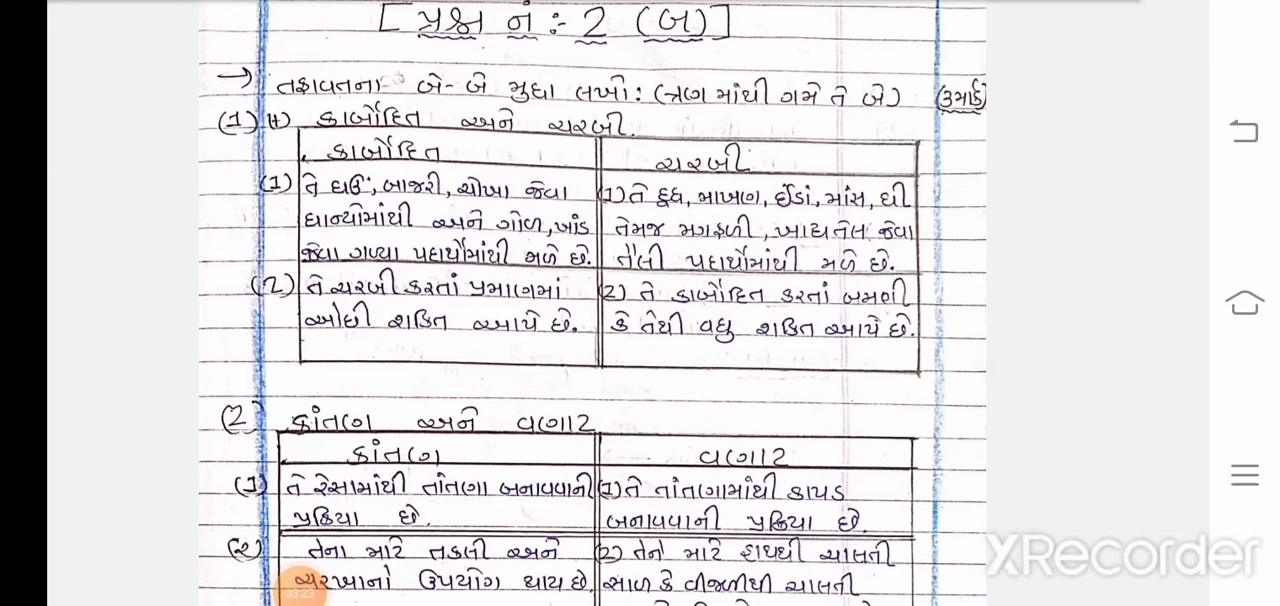 [ પ્રશ્ન નં :- 2 (બ) ]
→ તફાવતના બે-બે મુદ્દા લખો : (ત્રણ માંથી ગમે તે બે) (3માર્ક)
(1) (+) કાર્બોદિત અને ચરબી.
કાર્બોદિત
ચરબી
(1) તે ઘઉં, બાજરી, ચોખા જેવા
ધાન્યોમાંથી અને ગોળ, ખાંડ
જેવા ગળ્યા પદાર્થોમાંથી મળે છે.
(1) તે દૂધ, માખણ, ઈંડાં, માંસ, ઘી
તેમજ મગફળી, ખાદ્યતેલ જેવા
તૈલી પદાર્થોમાંથી મળે છે.
(2) તે ચરબી કરતાં પ્રમાણમાં
ઓછી શક્તિ આપે છે.
(2) તે કાર્બોદિત કરતાં બમણી
કે તેથી વધુ શક્તિ આપે છે.
(2) કાંતણ અને વણાટ
કાંતણ
વણાટ
(1) તે રેસામાંથી તાંતણા બનાવવાની
પ્રક્રિયા છે.
(1) તે તાંતણામાંથી કાપડ
બનાવવાની પ્રક્રિયા છે.
(2) તેના માટે તકલી અને
ચરખાનો ઉપયોગ થાય છે.
(2) તેને માટે હાથથી ચાલતી
સાળ કે વીજળીથી ચાલતી
XRecorder
03:23